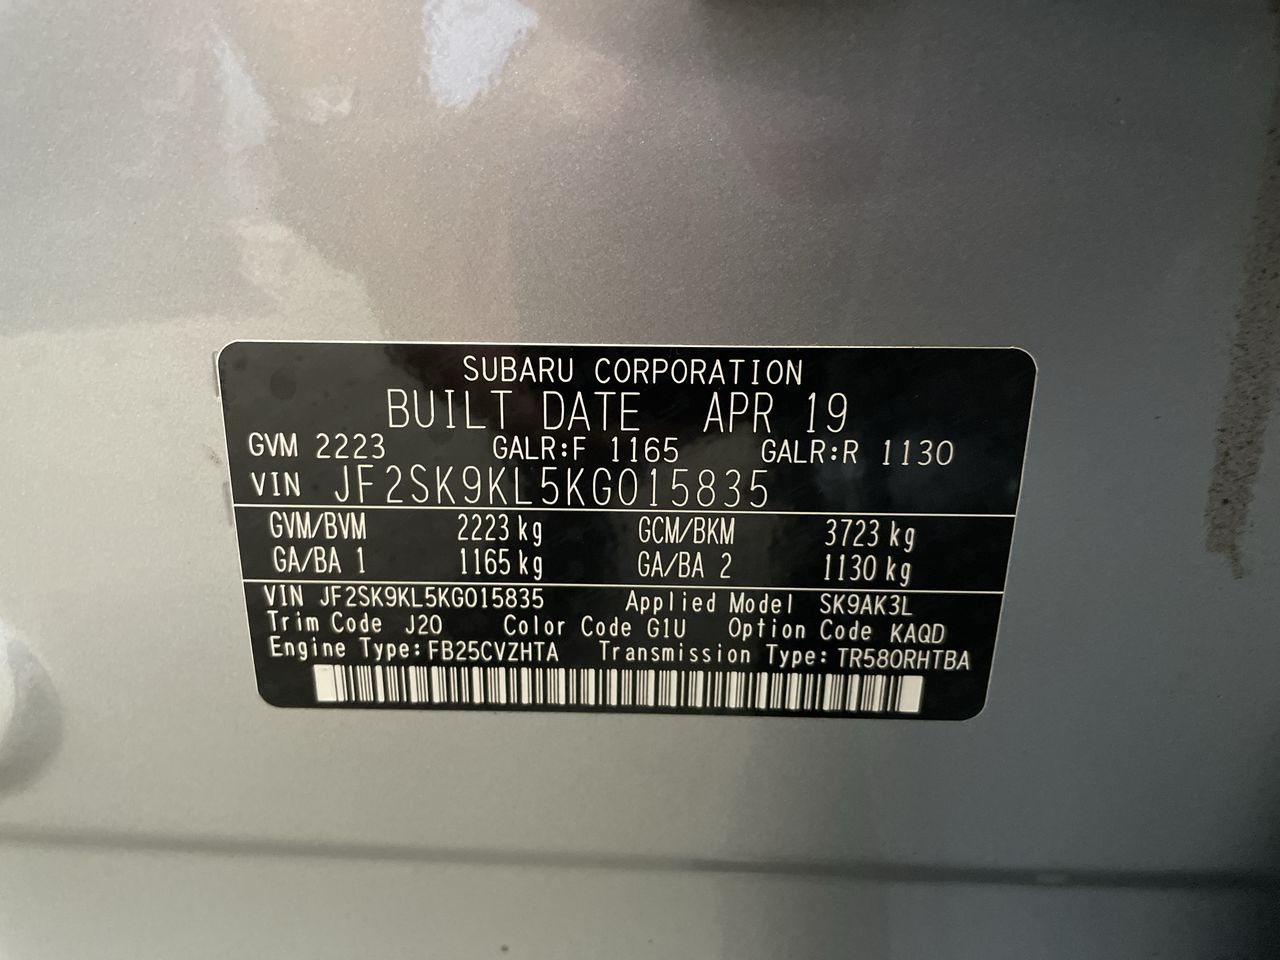 SUBARU CORPORATION
BUILT DATE APR 19
GVM 2223 GALR:F 1165 GALR:R 1130
VIN JF2SK9KL5KG015835
GVM/BVM 2223 kg GCM/BKM 3723 kg
GA/BA 1 1165 kg GA/BA 2 1130 kg
VIN JF2SK9KL5KG015835 Applied Model SK9AK3L
Trim Code J20 Color Code G1U Option Code KAQD
Engine Type: FB25CVZHTA Transmission Type: TR580RHTBA